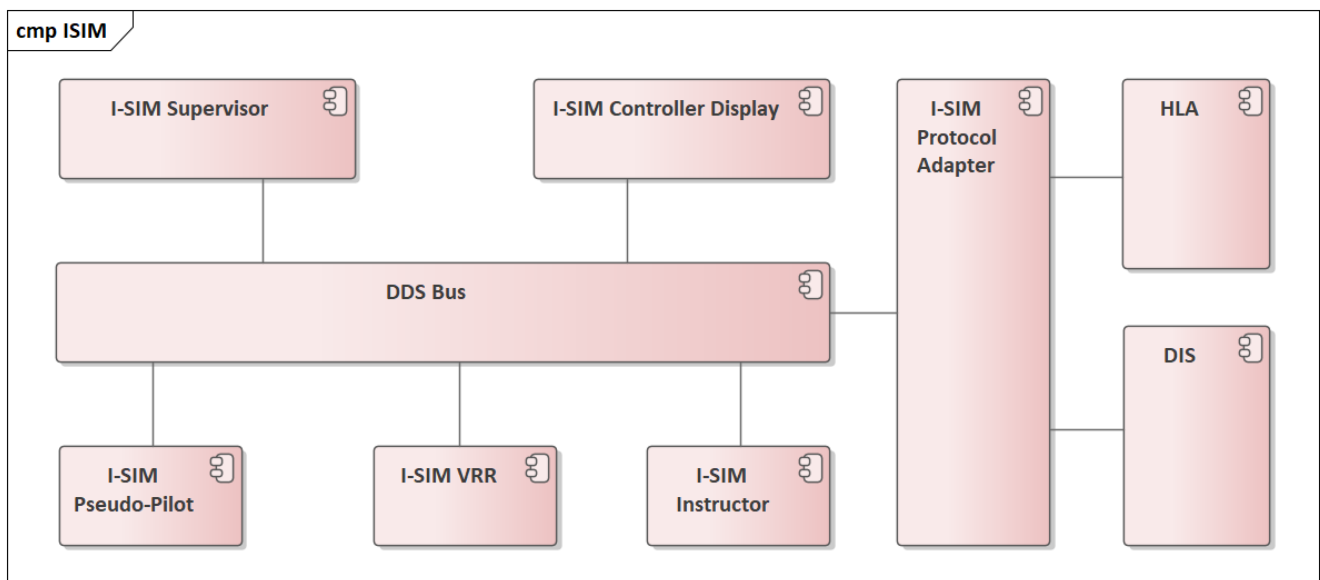 cmp ISIM
I-SIM Supervisor
I-SIM Controller Display
I-SIM
Protocol
Adapter
HLA
DDS Bus
DIS
I-SIM
Pseudo-Pilot
I-SIM VRR
I-SIM
Instructor